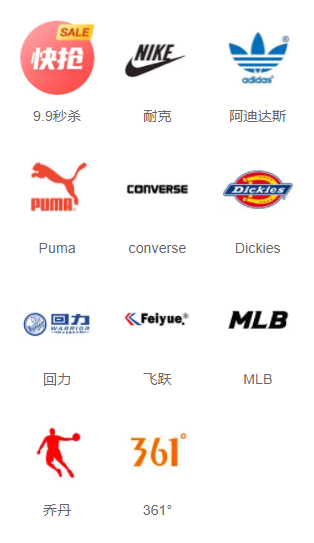 SALE
快抢
NIKE
adidas
9.9秒杀
耐克
阿迪达斯
PUMA
CONVERSE
Dickies
Puma
converse
Dickies
回力
WARRIOR
Feiyue
MLB
回力
飞跃
MLB
361°
乔丹
361°